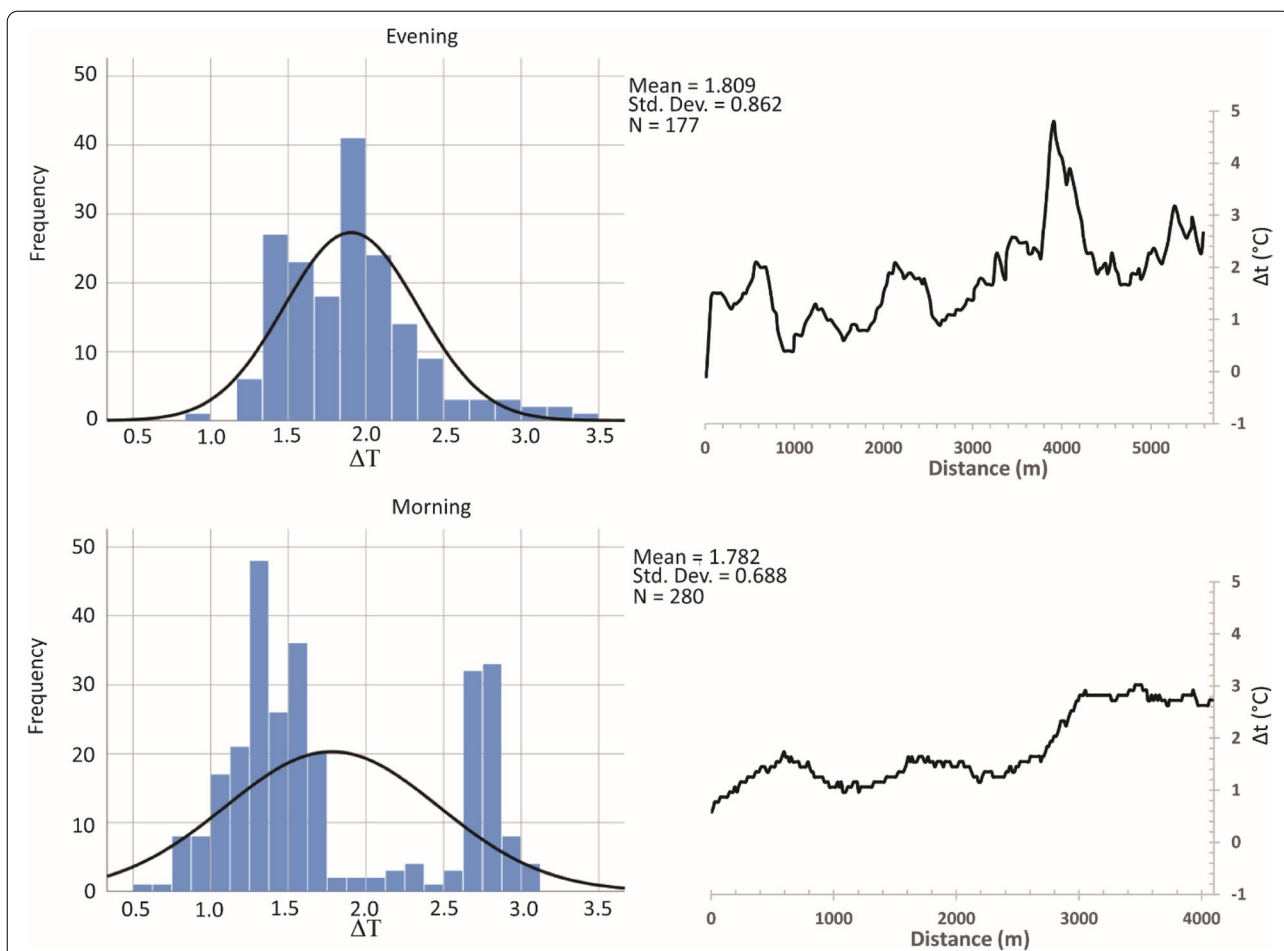 Evening
Frequency
50
40
30
20
10
0
0.5 1.0 1.5 2.0 2.5 3.0 3.5
ΔT
Mean = 1.809
Std. Dev. = 0.862
N = 177
5
4
3
2
1
0
-1
Δt (°C)
0 1000 2000 3000 4000 5000
Distance (m)
Morning
Frequency
50
40
30
20
10
0
0.5 1.0 1.5 2.0 2.5 3.0 3.5
ΔT
Mean = 1.782
Std. Dev. = 0.688
N = 280
5
4
3
2
1
0
-1
Δt (°C)
0 1000 2000 3000 4000
Distance (m)